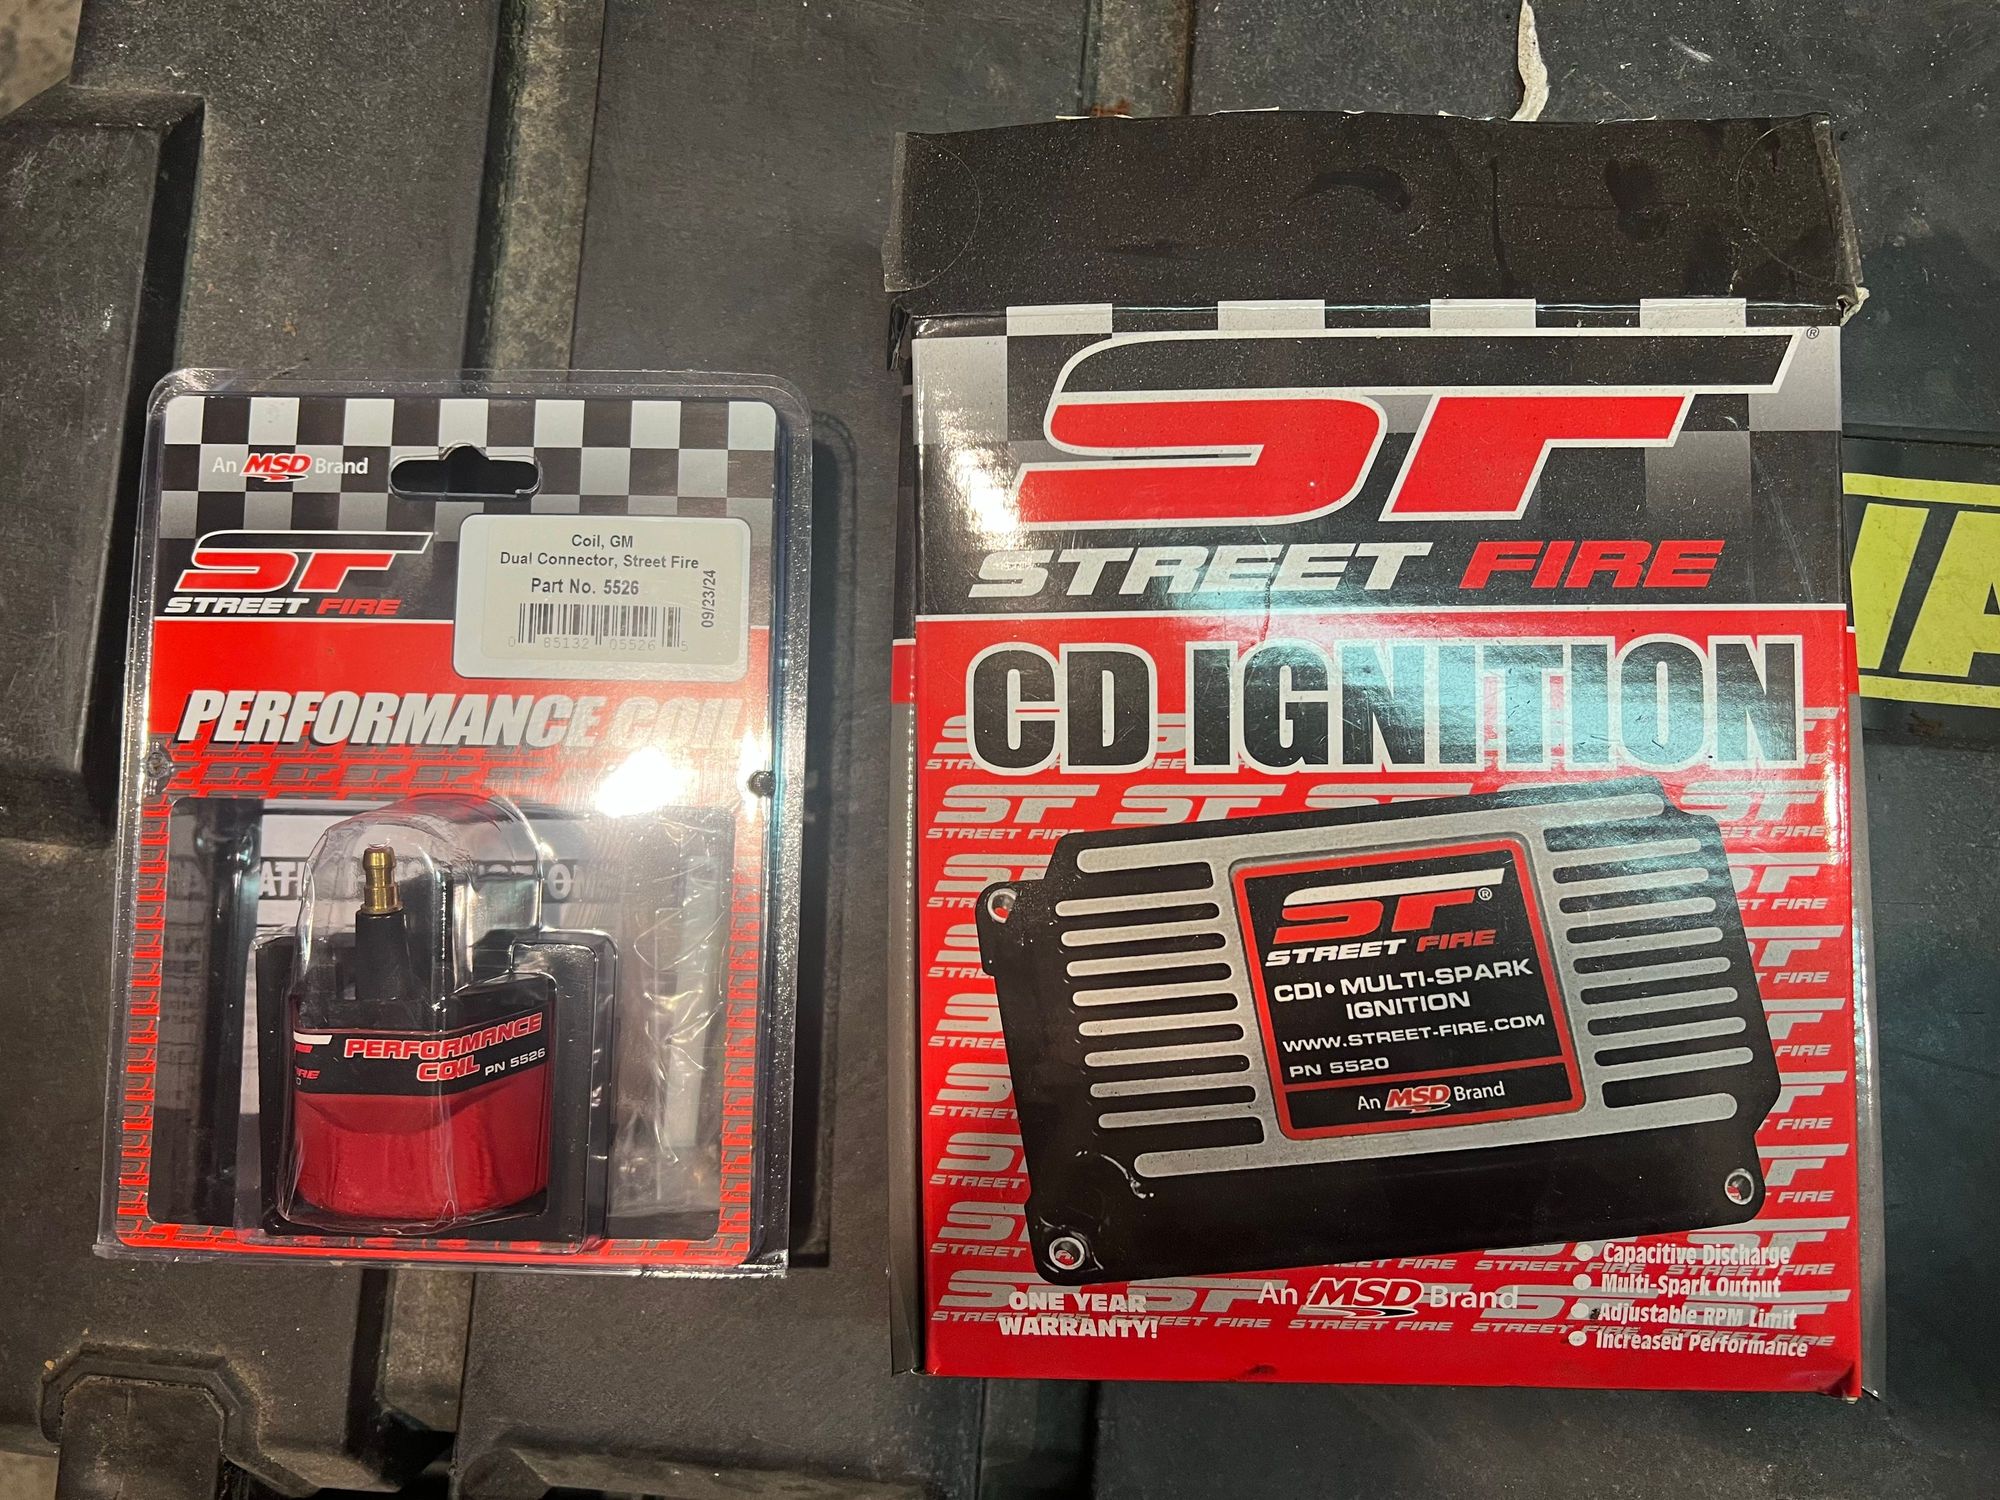 An MSD Brand
ST
STREET FIRE
Coil, GM
Dual Connector, Street Fire
Part No. 5526
09/23/24
0 85132 05526 5
PERFORMANCE COIL
PERFORMANCE
COIL PN 5526
SF®
STREET FIRE
CD IGNITION
SF®
STREET FIRE
CDI • MULTI-SPARK
IGNITION
WWW.STREET-FIRE.COM
PN 5520
An MSD Brand
ONE YEAR
WARRANTY!
An MSD Brand
• Capacitive Discharge
• Multi-Spark Output
• Adjustable RPM Limit
• Increased Performance